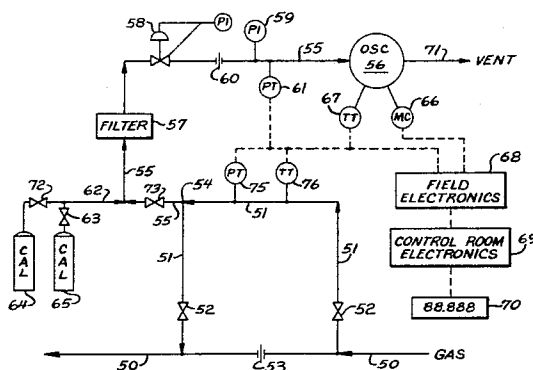 58
PI
PI
59
55
OSC
56
71
VENT
60
PT
61
67
TT
MC
66
FILTER
57
55
68
72
62
73
54
PT
75
TT
76
FIELD
ELECTRONICS
63
55
51
51
CONTROL ROOM
ELECTRONICS
69
CAL
CAL
51
51
64
65
52
52
88.888
70
50
53
50
GAS